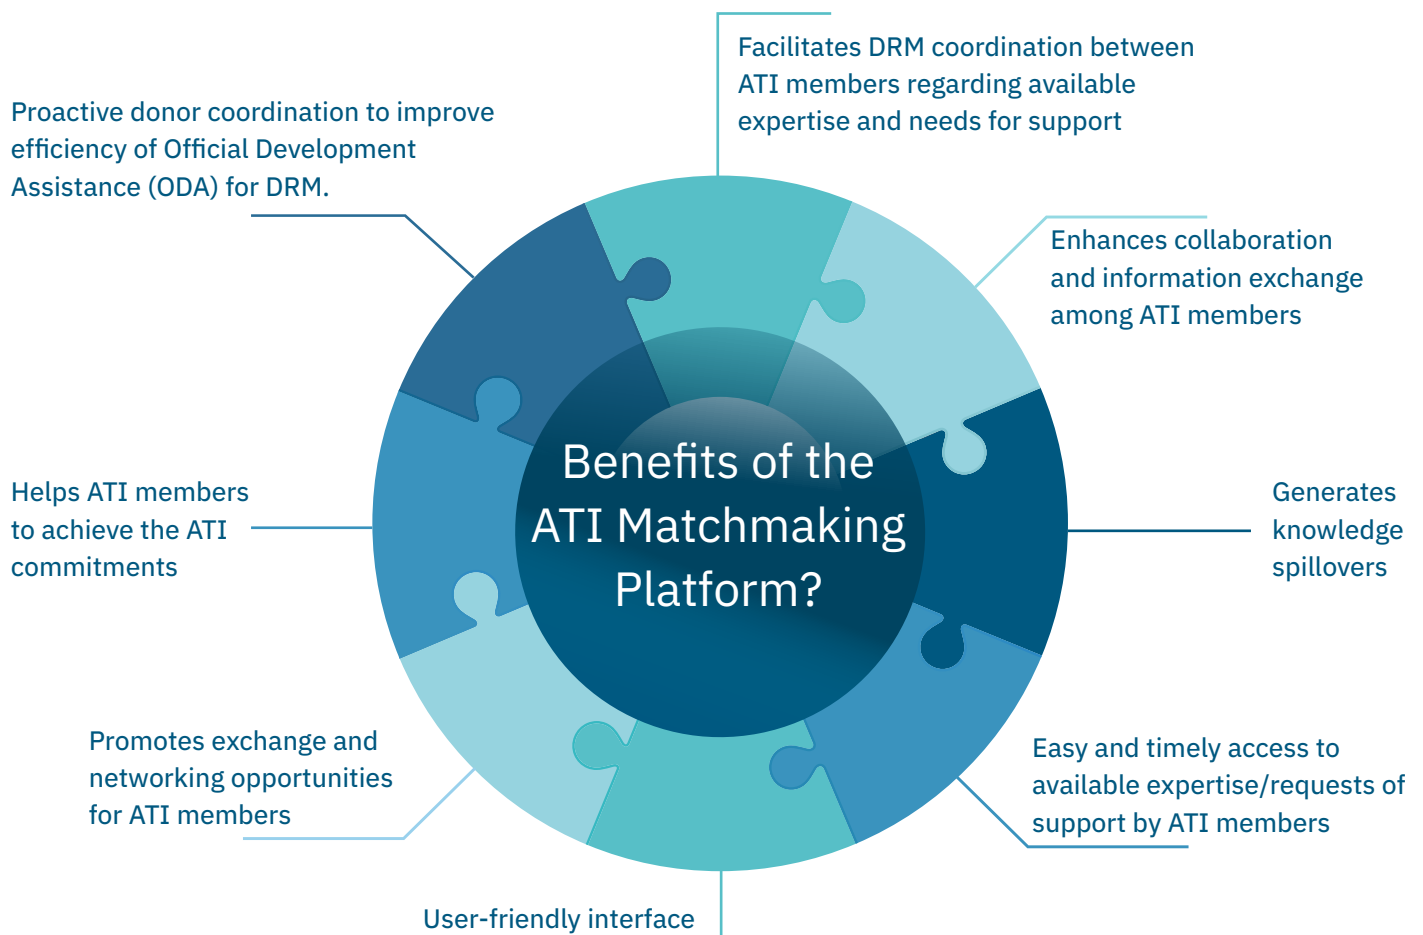 Facilitates DRM coordination between
ATI members regarding available
expertise and needs for support
Proactive donor coordination to improve
efficiency of Official Development
Assistance (ODA) for DRM.
Enhances collaboration
and information exchange
among ATI members
Benefits of the
ATI Matchmaking
Platform?
Helps ATI members
to achieve the ATI
commitments
Generates
knowledge
spillovers
Promotes exchange and
networking opportunities
for ATI members
Easy and timely access to
available expertise/requests of
support by ATI members
User-friendly interface